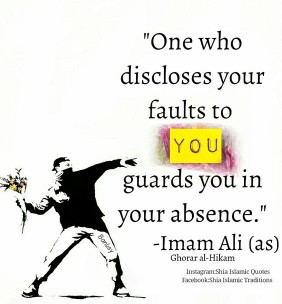 "One who
discloses your
faults to
YOU
guards you in
your absence."
-Imam Ali (as)
Ghorar al-Hikam
Instagram:Shia Islamic Quotes
Facebook:Shia Islamic Traditions
Banksy